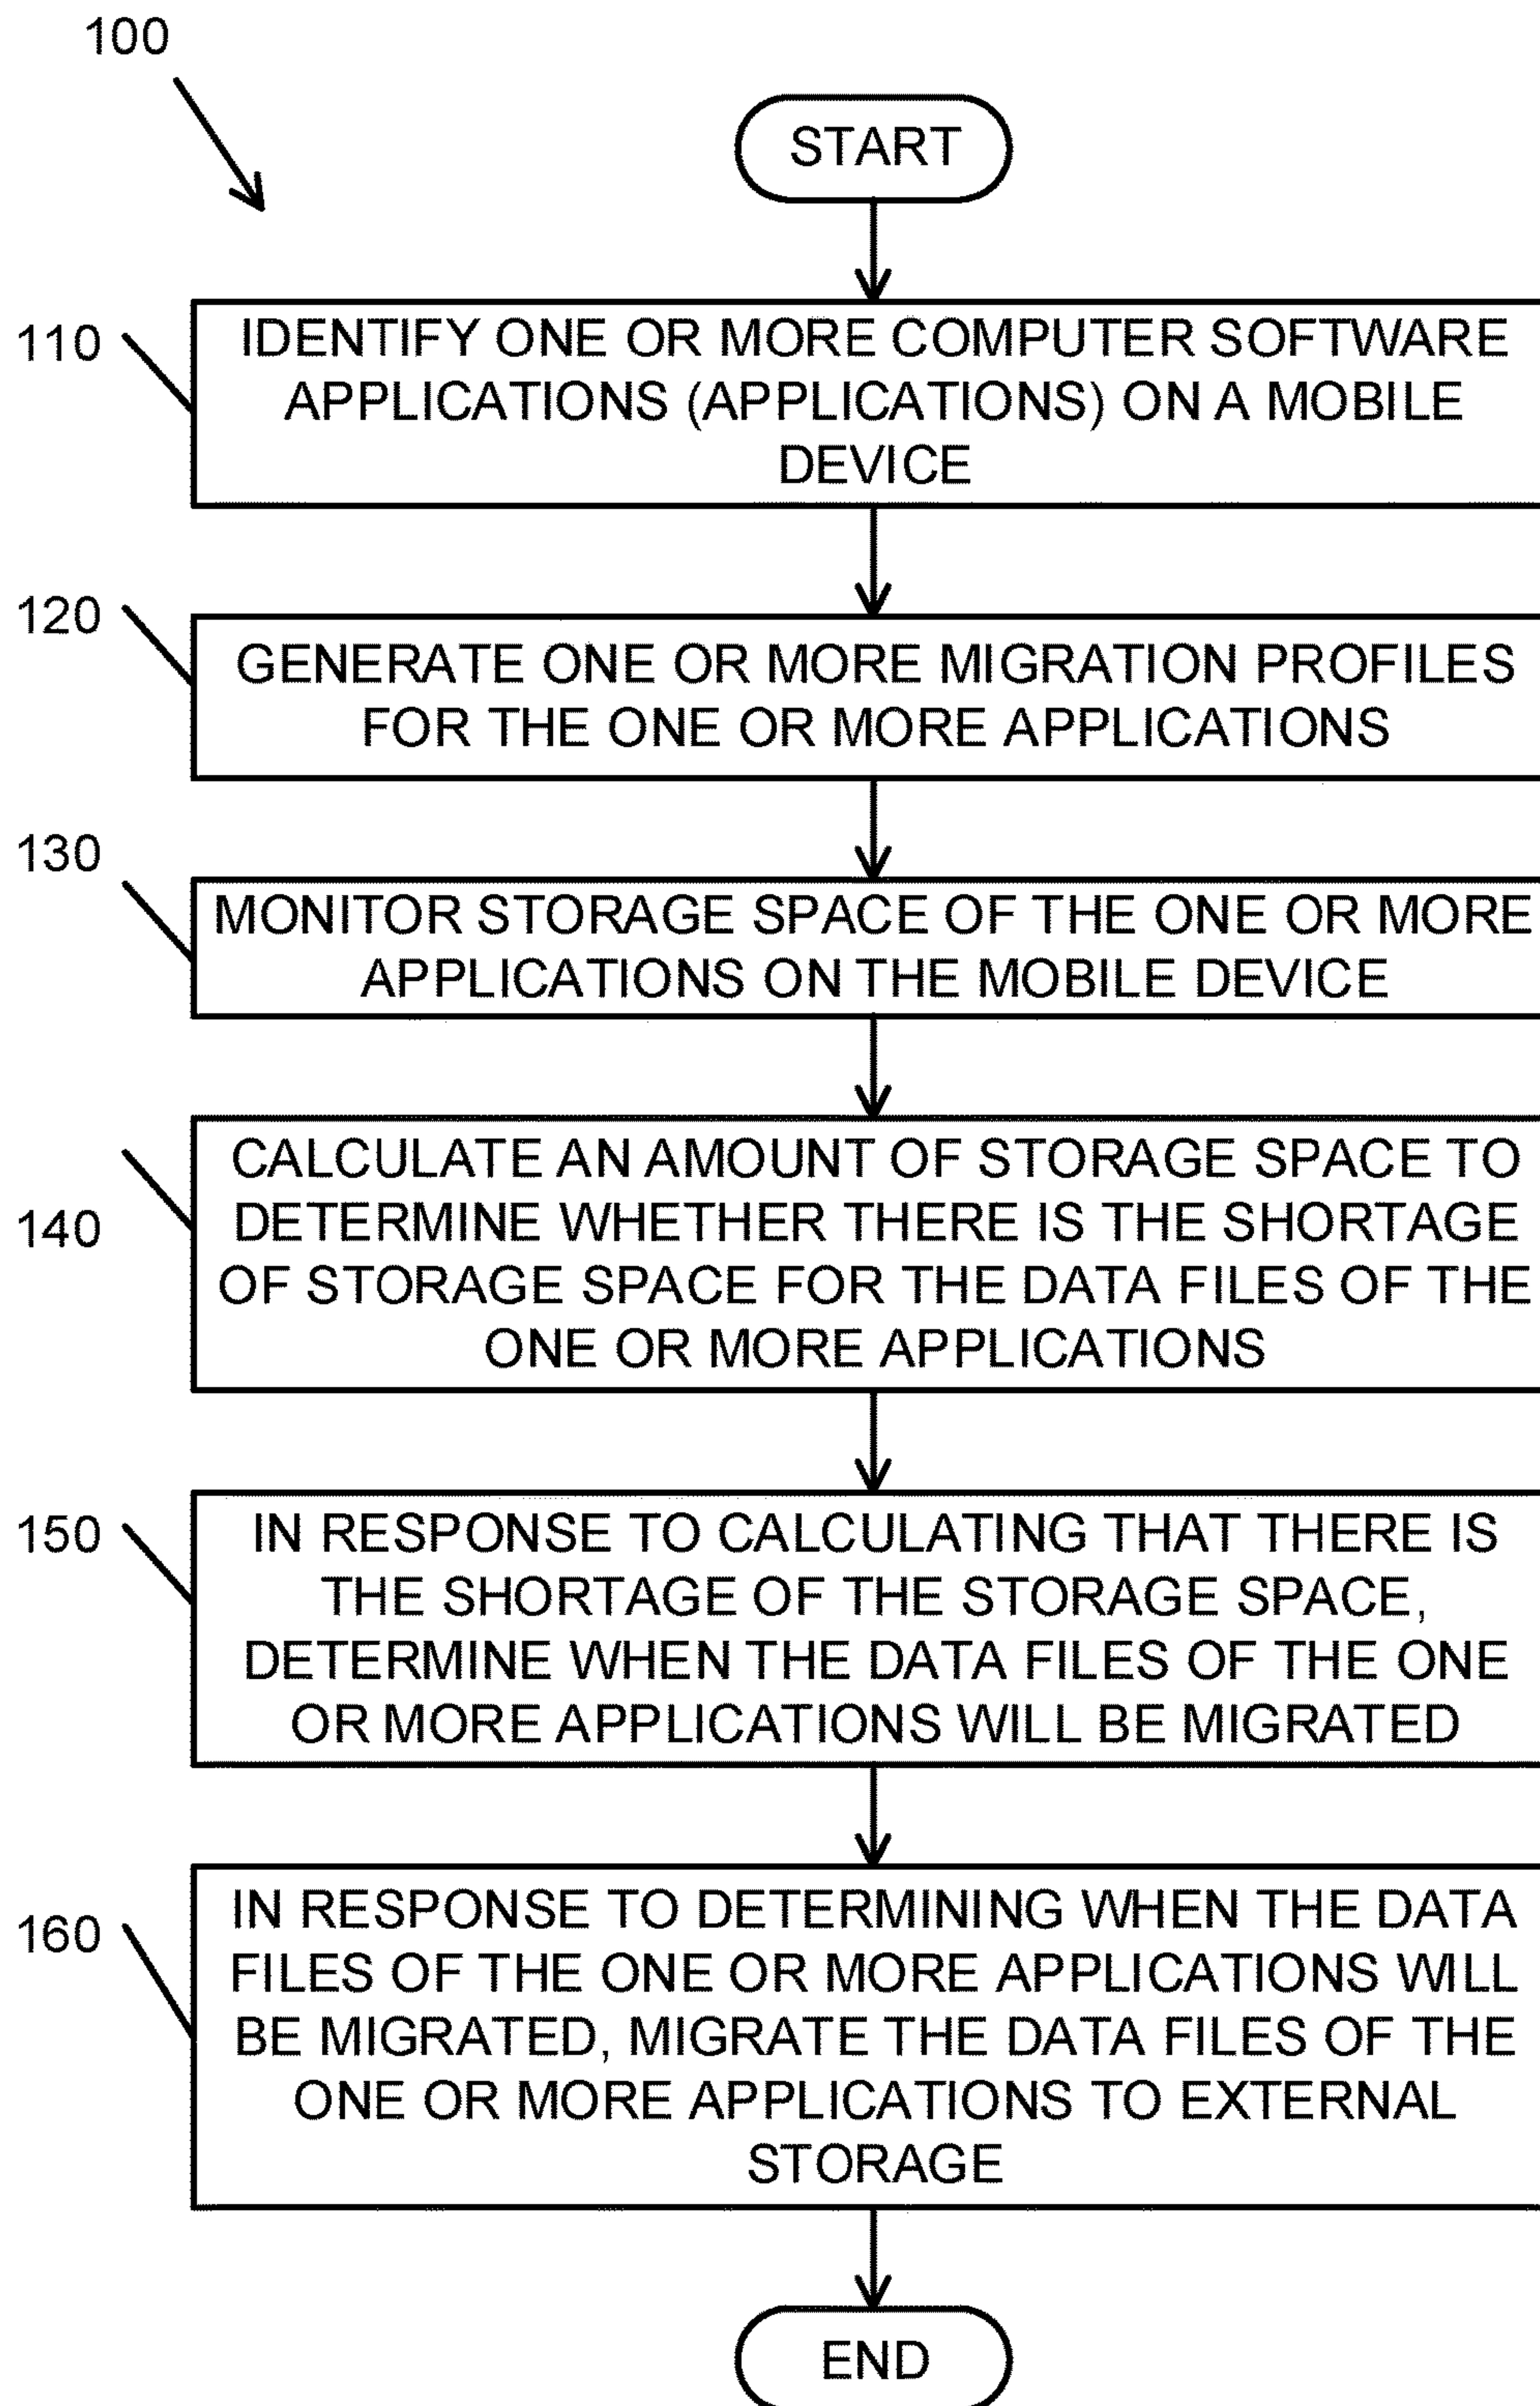 100
START
110
IDENTIFY ONE OR MORE COMPUTER SOFTWARE
APPLICATIONS (APPLICATIONS) ON A MOBILE
DEVICE
120
GENERATE ONE OR MORE MIGRATION PROFILES
FOR THE ONE OR MORE APPLICATIONS
130
MONITOR STORAGE SPACE OF THE ONE OR MORE
APPLICATIONS ON THE MOBILE DEVICE
140
CALCULATE AN AMOUNT OF STORAGE SPACE TO
DETERMINE WHETHER THERE IS THE SHORTAGE
OF STORAGE SPACE FOR THE DATA FILES OF THE
ONE OR MORE APPLICATIONS
150
IN RESPONSE TO CALCULATING THAT THERE IS
THE SHORTAGE OF THE STORAGE SPACE,
DETERMINE WHEN THE DATA FILES OF THE ONE
OR MORE APPLICATIONS WILL BE MIGRATED
160
IN RESPONSE TO DETERMINING WHEN THE DATA
FILES OF THE ONE OR MORE APPLICATIONS WILL
BE MIGRATED, MIGRATE THE DATA FILES OF THE
ONE OR MORE APPLICATIONS TO EXTERNAL
STORAGE
END